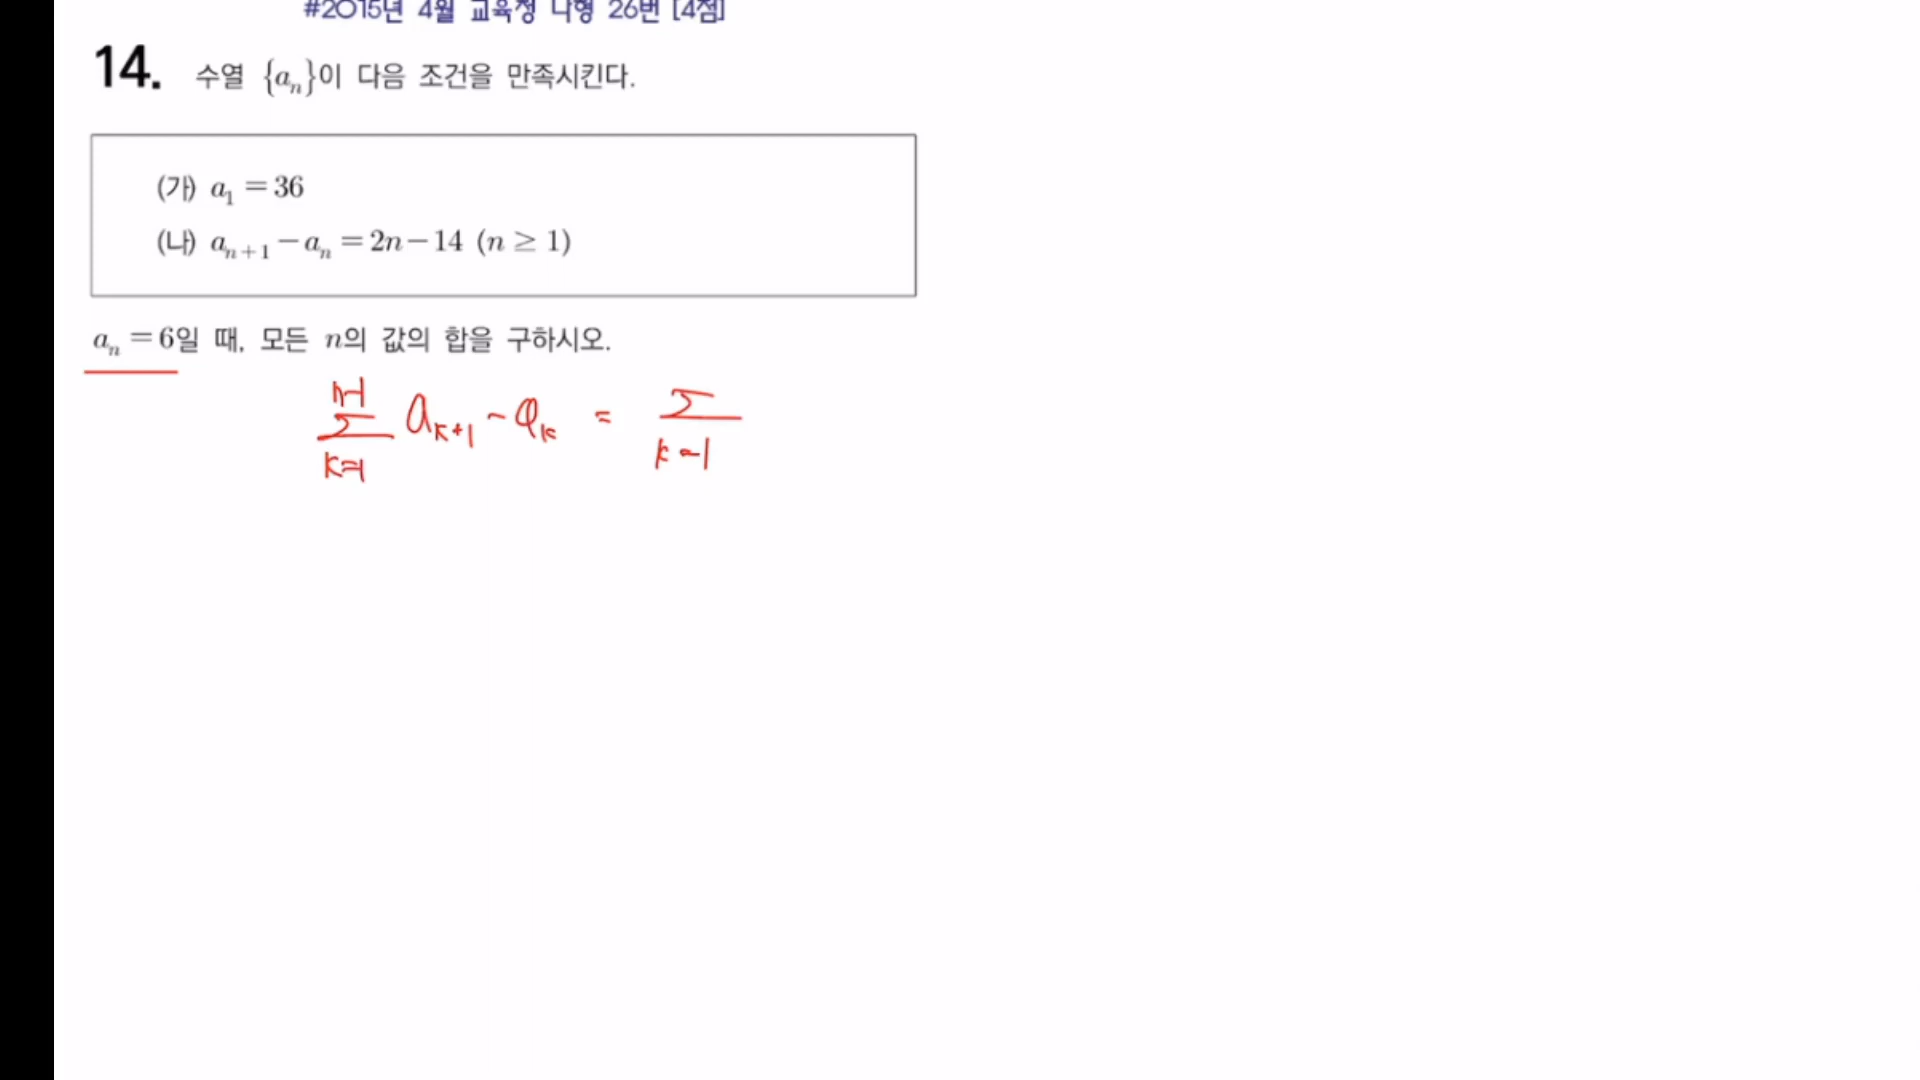 #2015년 4월 교육청 나형 26번 [4점]
14. 수열 {aₙ}이 다음 조건을 만족시킨다.
(가) a₁ = 36
(나) aₙ₊₁ − aₙ = 2n − 14 (n ≥ 1)
aₙ = 6일 때, 모든 n의 값의 합을 구하시오.
n-1
Σ aₖ₊₁ - aₖ = Σ
k=1 k=1